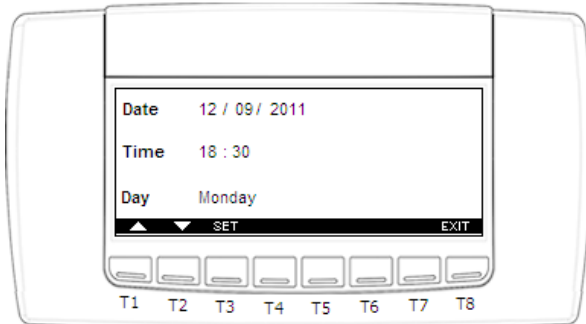 Date 12 / 09 / 2011
Time 18 : 30
Day Monday
SET EXIT
T1 T2 T3 T4 T5 T6 T7 T8